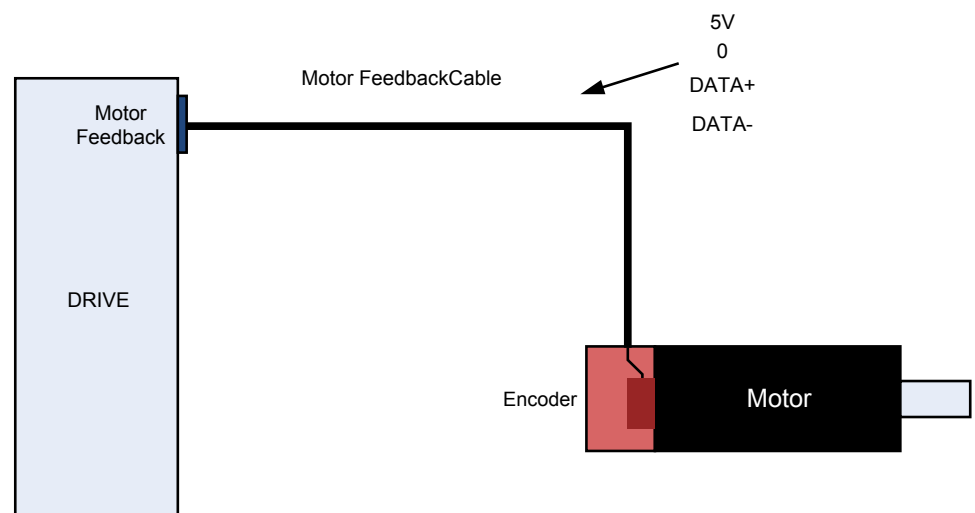 5V
0
Motor FeedbackCable
DATA+
Motor
Feedback
DATA-
DRIVE
Encoder
Motor